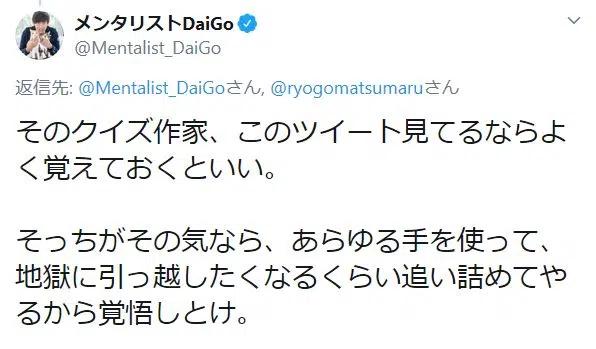 メンタリストDaiGo
@Mentalist_DaiGo
返信先: @Mentalist_DaiGoさん, @ryogomatsumaruさん
そのクイズ作家、このツイート見てるならよ
く覚えておくといい。
そっちがその気なら、あらゆる手を使って、
地獄に引っ越したくなるくらい追い詰めてや
るから覚悟しとけ。